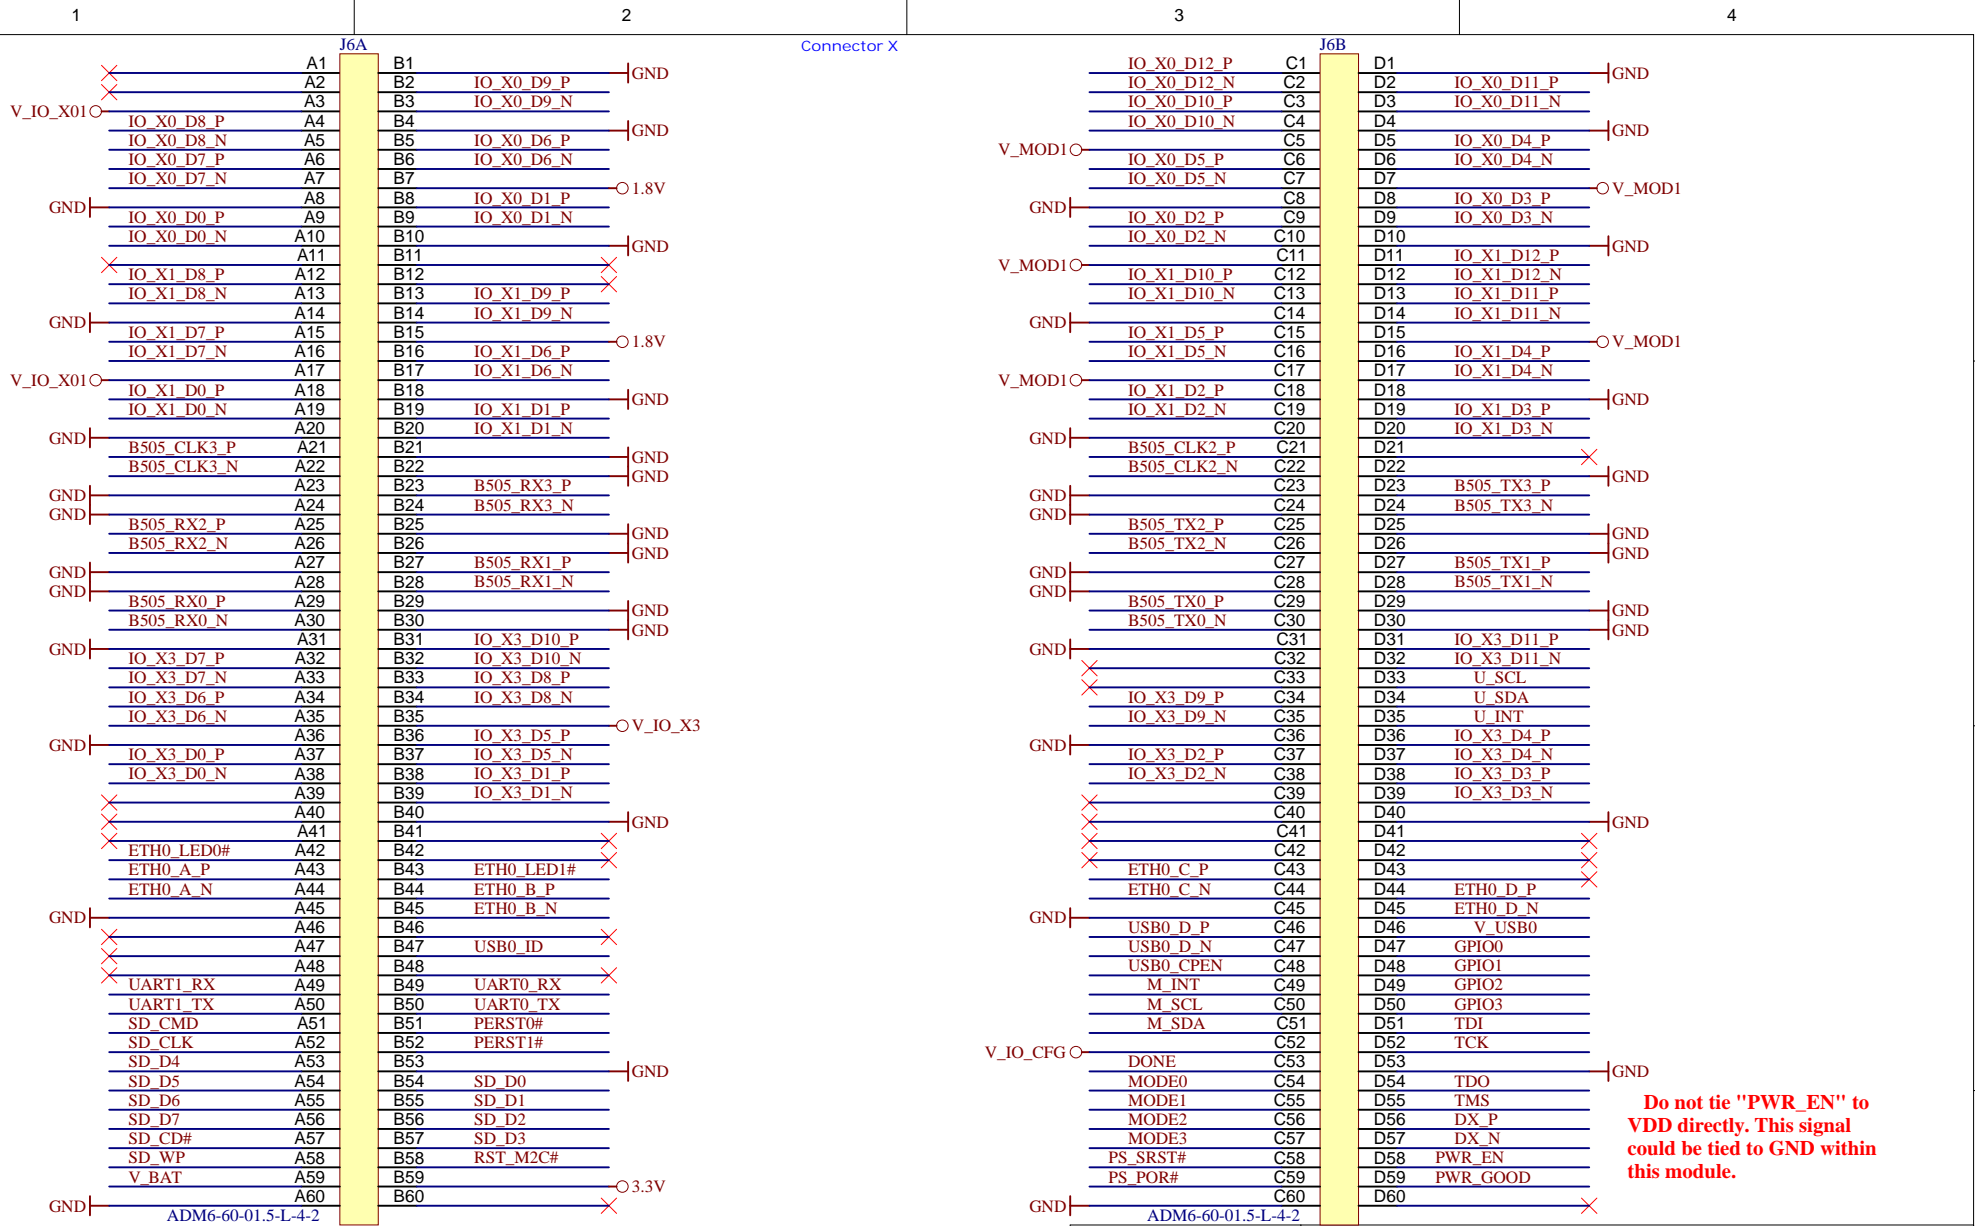 1 2 3 4
J6A
Connector X
A1 B1 GND
A2 B2 IO_X0_D9_P
V_IO_X01 A3 B3 IO_X0_D9_N
IO_X0_D8_P A4 B4 GND
IO_X0_D8_N A5 B5 IO_X0_D6_P
IO_X0_D7_P A6 B6 IO_X0_D6_N
IO_X0_D7_N A7 B7 1.8V
GND A8 B8 IO_X0_D1_P
IO_X0_D0_P A9 B9 IO_X0_D1_N
IO_X0_D0_N A10 B10 GND
A11 B11
IO_X1_D8_P A12 B12
IO_X1_D8_N A13 B13 IO_X1_D9_P
GND A14 B14 IO_X1_D9_N
IO_X1_D7_P A15 B15 1.8V
IO_X1_D7_N A16 B16 IO_X1_D6_P
V_IO_X01 A17 B17 IO_X1_D6_N
IO_X1_D0_P A18 B18 GND
IO_X1_D0_N A19 B19 IO_X1_D1_P
GND A20 B20 IO_X1_D1_N
B505_CLK3_P A21 B21 GND
B505_CLK3_N A22 B22 GND
GND A23 B23 B505_RX3_P
GND A24 B24 B505_RX3_N
B505_RX2_P A25 B25 GND
B505_RX2_N A26 B26 GND
GND A27 B27 B505_RX1_P
GND A28 B28 B505_RX1_N
B505_RX0_P A29 B29 GND
B505_RX0_N A30 B30 GND
GND A31 B31 IO_X3_D10_P
IO_X3_D7_P A32 B32 IO_X3_D10_N
IO_X3_D7_N A33 B33 IO_X3_D8_P
IO_X3_D6_P A34 B34 IO_X3_D8_N
IO_X3_D6_N A35 B35 V_IO_X3
GND A36 B36 IO_X3_D5_P
IO_X3_D0_P A37 B37 IO_X3_D5_N
IO_X3_D0_N A38 B38 IO_X3_D1_P
A39 B39 IO_X3_D1_N
A40 B40 GND
A41 B41
ETH0_LED0# A42 B42
ETH0_A_P A43 B43 ETH0_LED1#
ETH0_A_N A44 B44 ETH0_B_P
GND A45 B45 ETH0_B_N
A46 B46
A47 B47 USB0_ID
A48 B48
UART1_RX A49 B49 UART0_RX
UART1_TX A50 B50 UART0_TX
SD_CMD A51 B51 PERST0#
SD_CLK A52 B52 PERST1#
SD_D4 A53 B53 GND
SD_D5 A54 B54 SD_D0
SD_D6 A55 B55 SD_D1
SD_D7 A56 B56 SD_D2
SD_CD# A57 B57 SD_D3
SD_WP A58 B58 RST_M2C#
V_BAT A59 B59 3.3V
GND A60 B60
ADM6-60-01.5-L-4-2
J6B
IO_X0_D12_P C1 D1 GND
IO_X0_D12_N C2 D2 IO_X0_D11_P
IO_X0_D10_P C3 D3 IO_X0_D11_N
IO_X0_D10_N C4 D4 GND
V_MOD1 C5 D5 IO_X0_D4_P
IO_X0_D5_P C6 D6 IO_X0_D4_N
IO_X0_D5_N C7 D7 V_MOD1
GND C8 D8 IO_X0_D3_P
IO_X0_D2_P C9 D9 IO_X0_D3_N
IO_X0_D2_N C10 D10 GND
V_MOD1 C11 D11 IO_X1_D12_P
IO_X1_D10_P C12 D12 IO_X1_D12_N
IO_X1_D10_N C13 D13 IO_X1_D11_P
GND C14 D14 IO_X1_D11_N
IO_X1_D5_P C15 D15 V_MOD1
IO_X1_D5_N C16 D16 IO_X1_D4_P
V_MOD1 C17 D17 IO_X1_D4_N
IO_X1_D2_P C18 D18 GND
IO_X1_D2_N C19 D19 IO_X1_D3_P
GND C20 D20 IO_X1_D3_N
B505_CLK2_P C21 D21
B505_CLK2_N C22 D22 GND
GND C23 D23 B505_TX3_P
GND C24 D24 B505_TX3_N
B505_TX2_P C25 D25 GND
B505_TX2_N C26 D26 GND
GND C27 D27 B505_TX1_P
GND C28 D28 B505_TX1_N
B505_TX0_P C29 D29 GND
B505_TX0_N C30 D30 GND
GND C31 D31 IO_X3_D11_P
C32 D32 IO_X3_D11_N
C33 D33 U_SCL
IO_X3_D9_P C34 D34 U_SDA
IO_X3_D9_N C35 D35 U_INT
GND C36 D36 IO_X3_D4_P
IO_X3_D2_P C37 D37 IO_X3_D4_N
IO_X3_D2_N C38 D38 IO_X3_D3_P
C39 D39 IO_X3_D3_N
C40 D40 GND
C41 D41
C42 D42
ETH0_C_P C43 D43
ETH0_C_N C44 D44 ETH0_D_P
GND C45 D45 ETH0_D_N
USB0_D_P C46 D46 V_USB0
USB0_D_N C47 D47 GPIO0
USB0_CPEN C48 D48 GPIO1
M_INT C49 D49 GPIO2
M_SCL C50 D50 GPIO3
M_SDA C51 D51 TDI
V_IO_CFG C52 D52 TCK
DONE C53 D53 GND
MODE0 C54 D54 TDO
MODE1 C55 D55 TMS
MODE2 C56 D56 DX_P
MODE3 C57 D57 DX_N
PS_SRST# C58 D58 PWR_EN
PS_POR# C59 D59 PWR_GOOD
GND C60 D60
ADM6-60-01.5-L-4-2
Do not tie "PWR_EN" to
VDD directly. This signal
could be tied to GND within
this module.